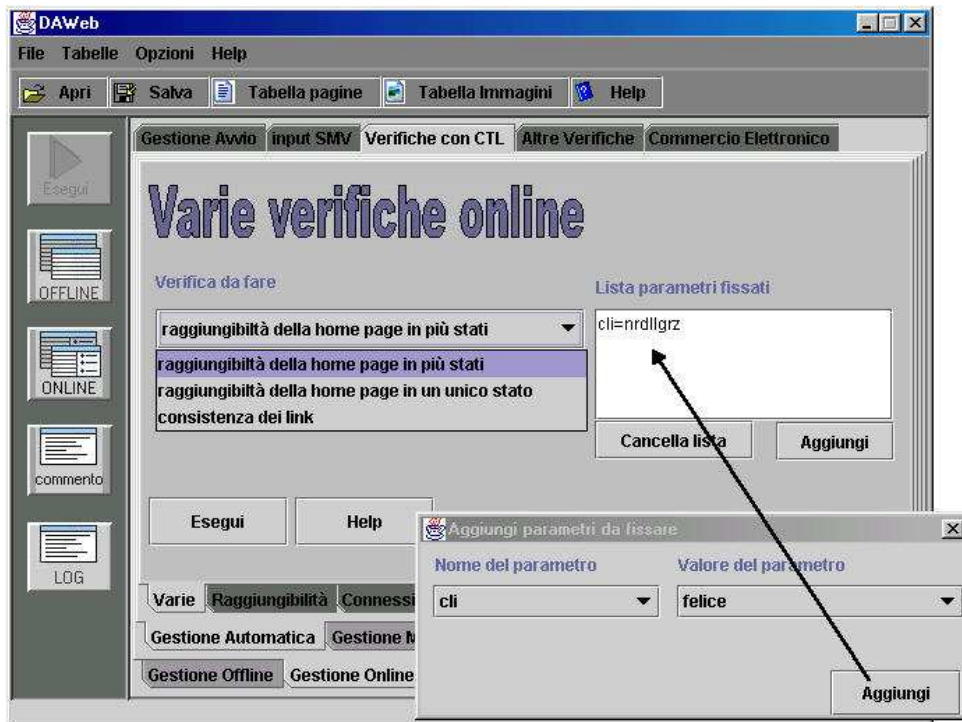 DAWeb
File Tabelle Opzioni Help
Apri Salva Tabella pagine Tabella Immagini Help
Esegui
OFFLINE
ONLINE
commento
LOG
Gestione Avvio input SMV Verifiche con CTL Altre Verifiche Commercio Elettronico
Varie verifiche online
Verifica da fare
raggiungibiltà della home page in più stati
raggiungibiltà della home page in più stati
raggiungibiltà della home page in un unico stato
consistenza dei link
Lista parametri fissati
cli=nrdllgrz
Cancella lista Aggiungi
Esegui Help
Varie Raggiungibilità Connessi
Gestione Automatica Gestione M
Gestione Offline Gestione Online
Aggiungi parametri da fissare
Nome del parametro Valore del parametro
cli felice
Aggiungi